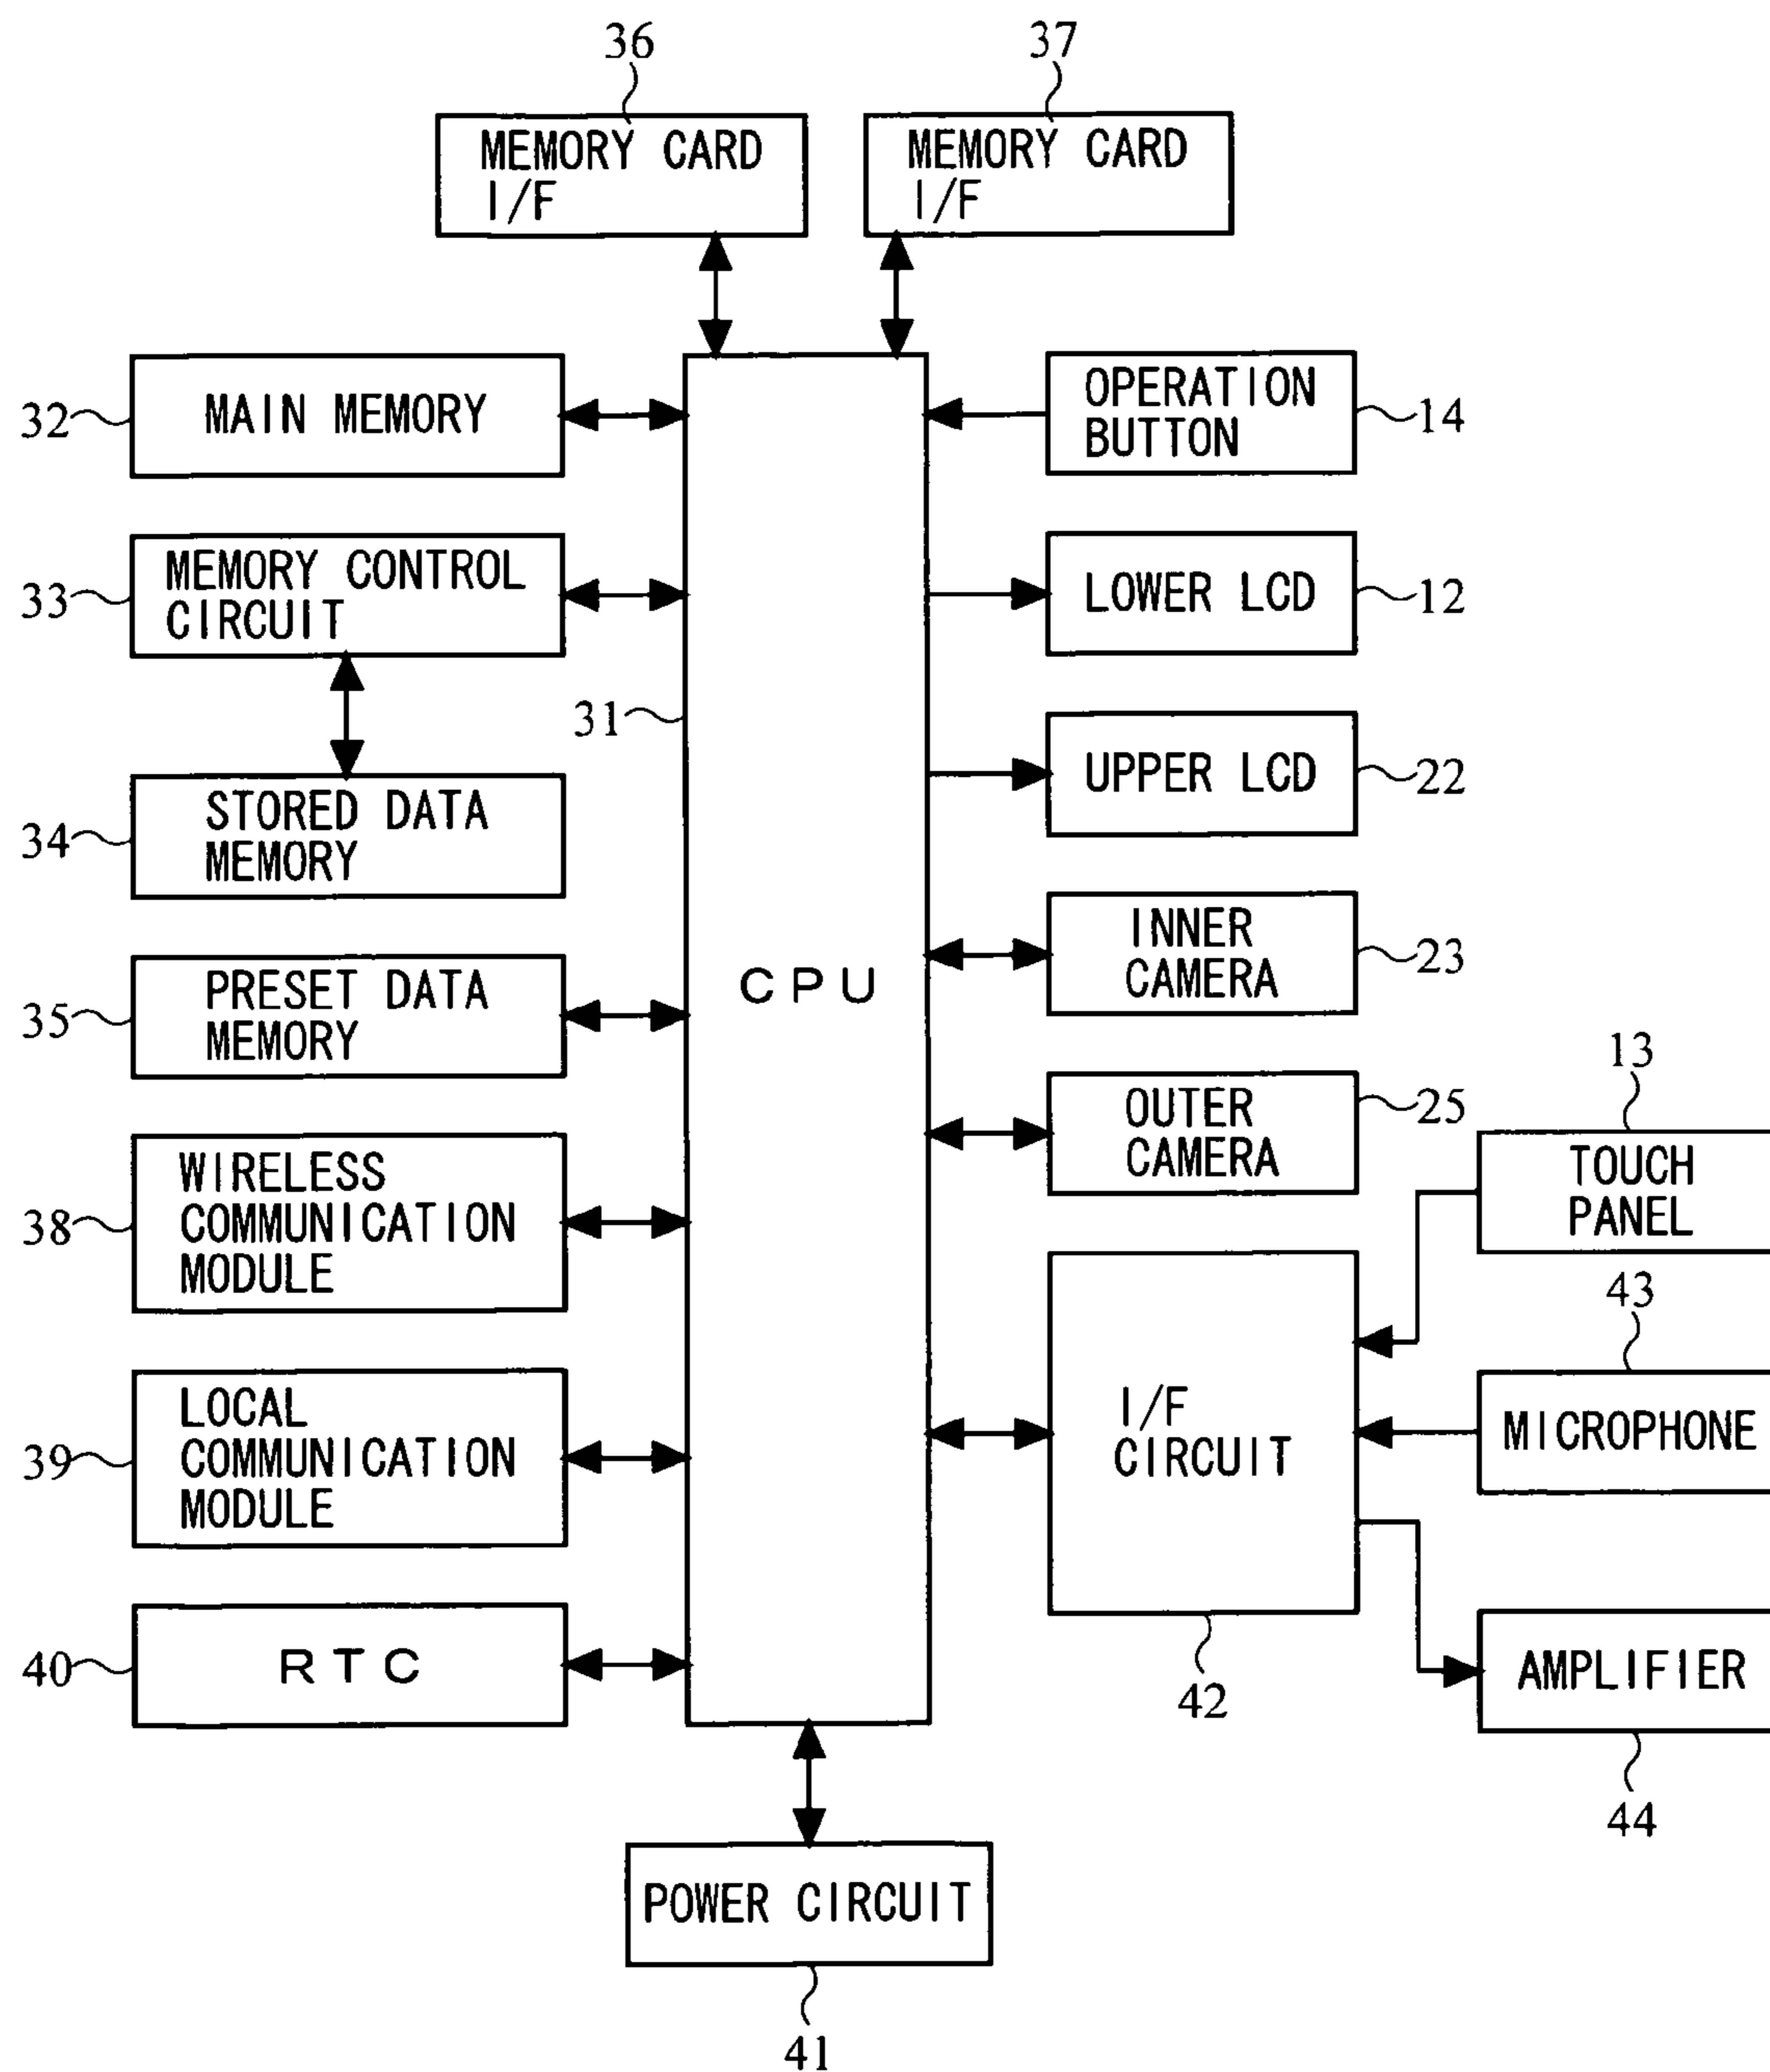 36
37
MEMORY CARD
I/F
MEMORY CARD
I/F
32
MAIN MEMORY
OPERATION
BUTTON
14
33
MEMORY CONTROL
CIRCUIT
LOWER LCD
12
31
UPPER LCD
22
34
STORED DATA
MEMORY
INNER
CAMERA
23
CPU
35
PRESET DATA
MEMORY
OUTER
CAMERA
25
13
TOUCH
PANEL
38
WIRELESS
COMMUNICATION
MODULE
43
I/F
CIRCUIT
MICROPHONE
39
LOCAL
COMMUNICATION
MODULE
40
RTC
42
AMPLIFIER
44
POWER CIRCUIT
41